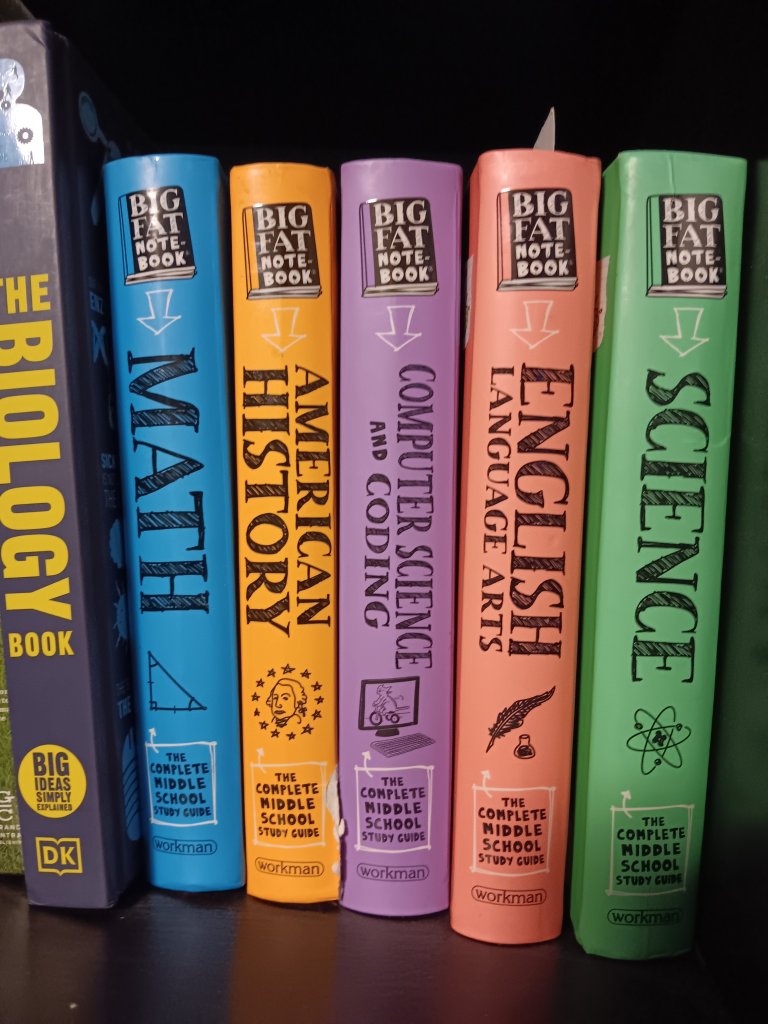 THE
BIOLOGY
BOOK
BIG
IDEAS
SIMPLY
EXPLAINED
DK
BIG
FAT
NOTE-
BOOK
MATH
THE
COMPLETE
MIDDLE
SCHOOL
STUDY GUIDE
workman
BIG
FAT
NOTE-
BOOK
AMERICAN
HISTORY
THE
COMPLETE
MIDDLE
SCHOOL
STUDY GUIDE
workman
BIG
FAT
NOTE-
BOOK
COMPUTER SCIENCE
AND CODING
THE
COMPLETE
MIDDLE
SCHOOL
STUDY GUIDE
workman
BIG
FAT
NOTE-
BOOK
ENGLISH
LANGUAGE ARTS
THE
COMPLETE
MIDDLE
SCHOOL
STUDY GUIDE
workman
BIG
FAT
NOTE-
BOOK
SCIENCE
THE
COMPLETE
MIDDLE
SCHOOL
STUDY GUIDE
workman